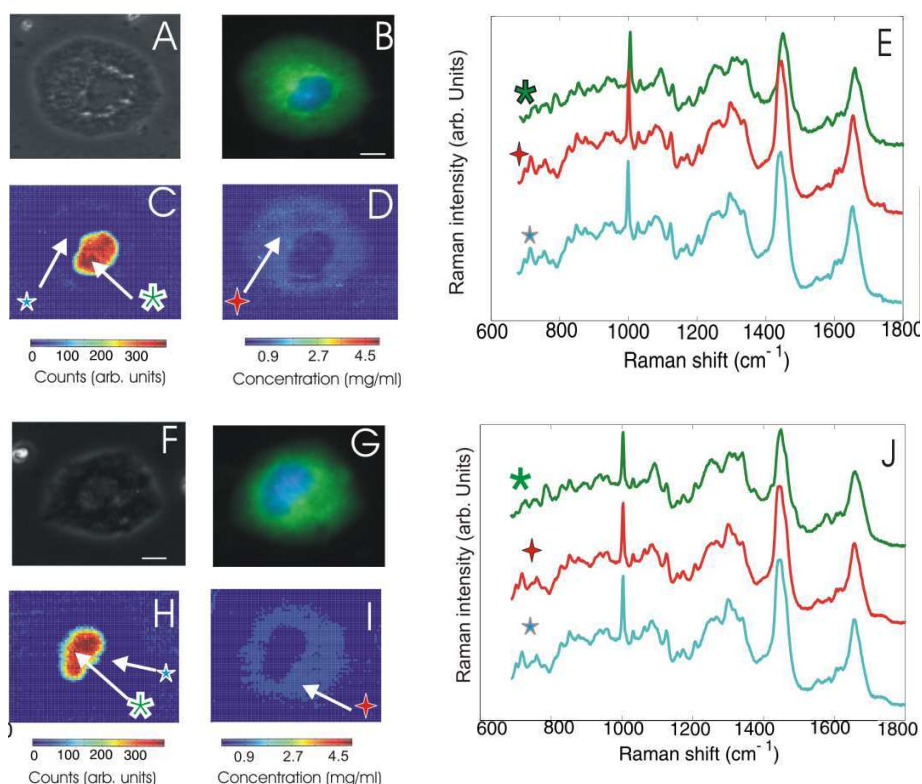 A
B
C
D
0 100 200 300
Counts (arb. units)
0.9 2.7 4.5
Concentration (mg/ml)
E
Raman intensity (arb. Units)
600 800 1000 1200 1400 1600 1800
Raman shift (cm⁻¹)
F
G
H
I
0 100 200 300
Counts (arb. units)
0.9 2.7 4.5
Concentration (mg/ml)
J
Raman intensity (arb. Units)
600 800 1000 1200 1400 1600 1800
Raman shift (cm⁻¹)